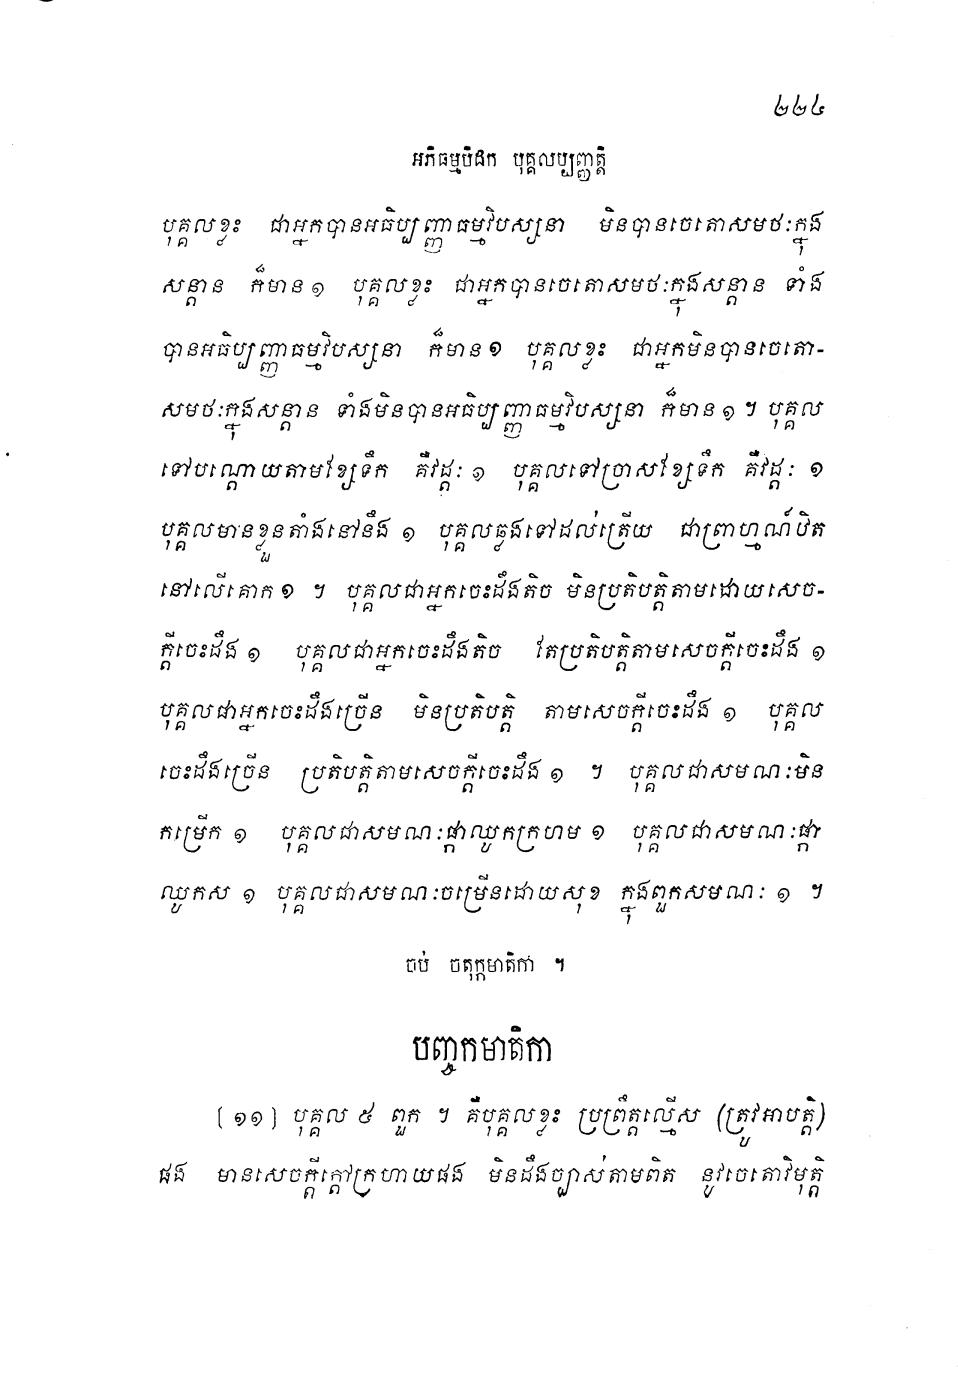 ២២៤
អភិធម្មបិដក បុគ្គលប្បញ្ញត្តិ
បុគ្គលខ្លះ ជាអ្នកបានអធិប្បញ្ញាធម្មវិបស្សនា មិនបានចេតោសមថៈក្នុង
សន្តាន ក៏មាន ១ បុគ្គលខ្លះ ជាអ្នកបានចេតោសមថៈក្នុងសន្តាន ទាំង
បានអធិប្បញ្ញាធម្មវិបស្សនា ក៏មាន ១ បុគ្គលខ្លះ ជាអ្នកមិនបានចេតោ-
សមថៈក្នុងសន្តាន ទាំងមិនបានអធិប្បញ្ញាធម្មវិបស្សនា ក៏មាន ១ ។ បុគ្គល
ទៅបណ្តោយតាមខ្សែទឹក គឺវដ្តៈ ១ បុគ្គលទៅច្រាសខ្សែទឹក គឺវដ្តៈ ១
បុគ្គលមានខ្លួនតាំងនៅនឹង ១ បុគ្គលឆ្លងទៅដល់ត្រើយ ជាព្រាហ្មណ៍ឋិត
នៅលើគោក ១ ។ បុគ្គលជាអ្នកចេះដឹងតិច មិនប្រតិបត្តិតាមដោយសេច-
ក្តីចេះដឹង ១ បុគ្គលជាអ្នកចេះដឹងតិច តែប្រតិបត្តិតាមសេចក្តីចេះដឹង ១
បុគ្គលជាអ្នកចេះដឹងច្រើន មិនប្រតិបត្តិ តាមសេចក្តីចេះដឹង ១ បុគ្គល
ចេះដឹងច្រើន ប្រតិបត្តិតាមសេចក្តីចេះដឹង ១ ។ បុគ្គលជាសមណៈមិន
កម្រើក ១ បុគ្គលជាសមណៈផ្កាឈូកក្រហម ១ បុគ្គលជាសមណៈផ្កា
ឈូកស ១ បុគ្គលជាសមណៈចម្រើនដោយសុខ ក្នុងពួកសមណៈ ១ ។
ចប់ ចតុក្កមាតិកា ។
បញ្ចកមាតិកា
[១១] បុគ្គល ៥ ពួក ។ គឺបុគ្គលខ្លះ ប្រព្រឹត្តល្មើស (ត្រូវអាបត្តិ)
ផង មានសេចក្តីក្តៅក្រហាយផង មិនដឹងច្បាស់តាមពិត នូវចេតោវិមុត្តិ